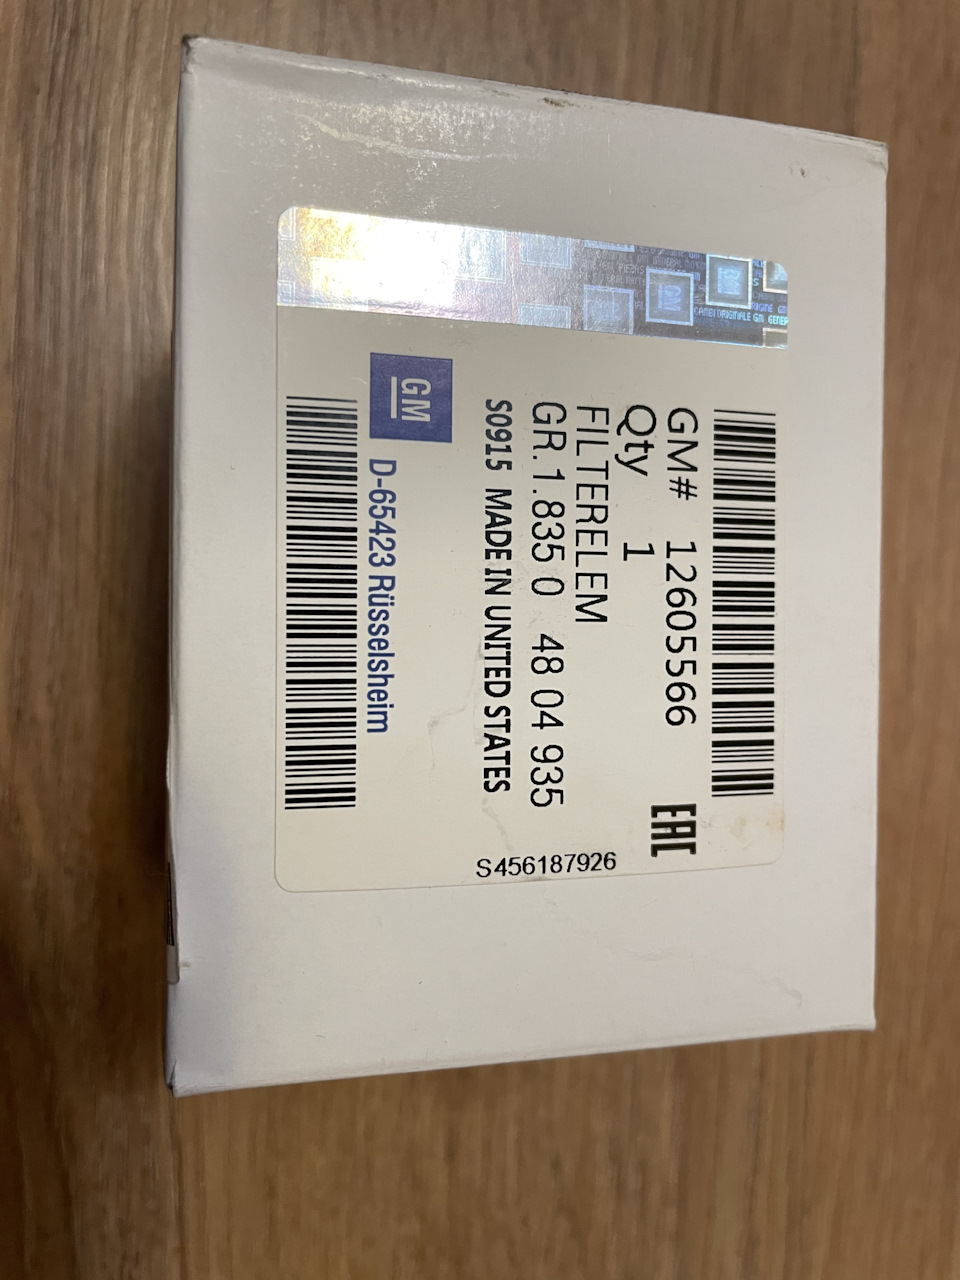 GM# 12605566
Qty 1
FILTERELEM
GR.1.835 0 48 04 935
S0915 MADE IN UNITED STATES
GM
D-65423 Rüsselsheim
EAC
S456187926